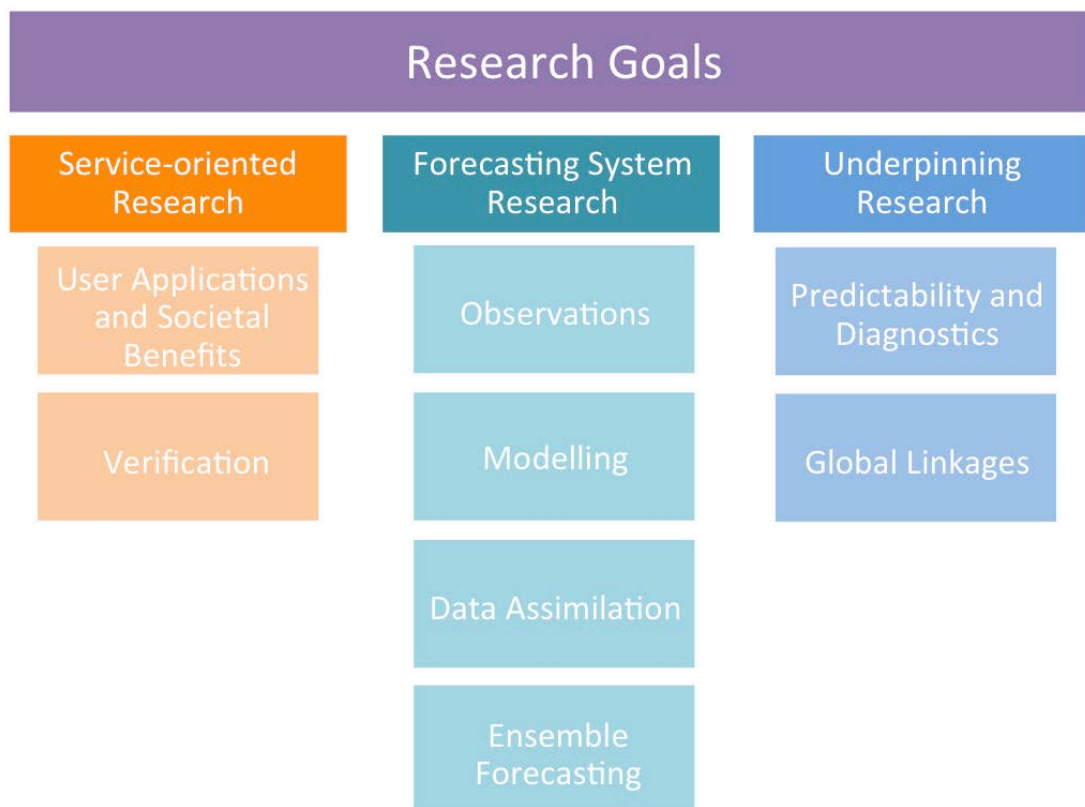 Research Goals
Service-oriented
Research
User Applications
and Societal
Benefits
Verification
Forecasting System
Research
Observations
Modelling
Data Assimilation
Ensemble
Forecasting
Underpinning
Research
Predictability and
Diagnostics
Global Linkages